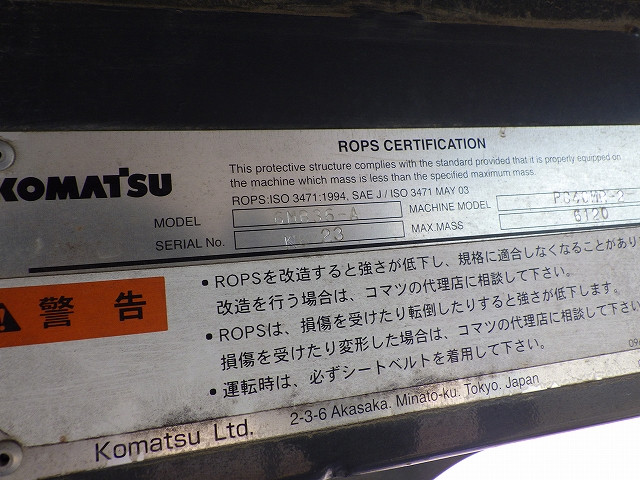 ROPS CERTIFICATION
KOMATSU
This protective structure complies with the standard provided that it is properly equipped on
the machine which mass is less than the specified maximum mass.
ROPS:ISO 3471:1994, SAE J / ISO 3471 MAY 03
MODEL
MACHINE MODEL
SERIAL No.
MAX.MASS 6120
警告
• ROPSを改造すると強さが低下し、規格に適合しなくなることがあり
改造を行う場合は、コマツの代理店に相談して下さい。
• ROPSは、損傷を受けたり転倒したりすると強さが低下します。
損傷を受けたり変形した場合は、コマツの代理店に相談して下さい
• 運転時は、必ずシートベルトを着用して下さい。
Komatsu Ltd. 2-3-6 Akasaka. Minato-ku. Tokyo. Japan